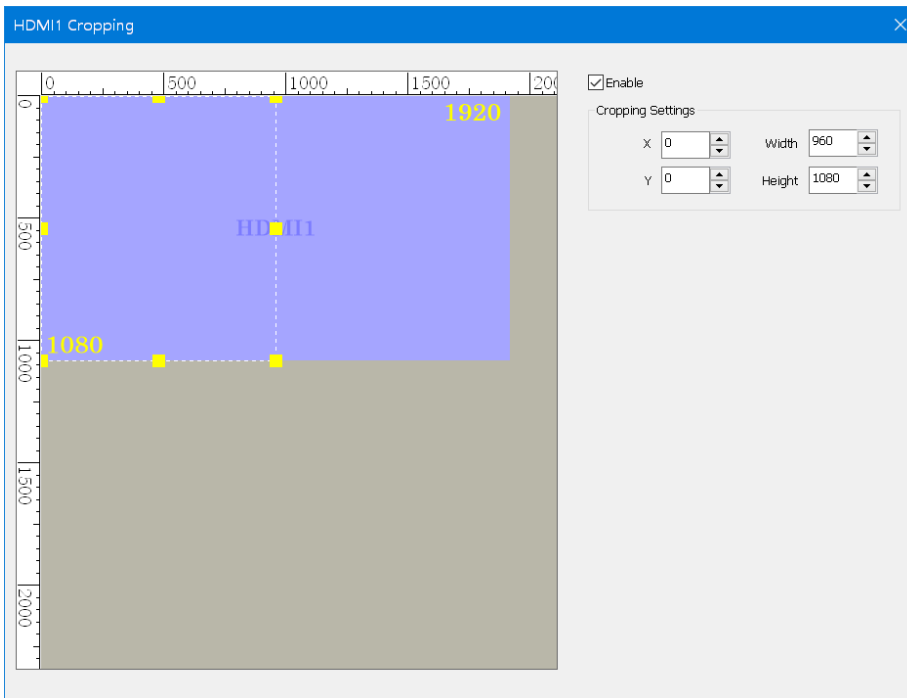 HDMI1 Cropping
0 500 1000 1500 200
Enable
0
1920
Cropping Settings
X 0 Width 960
Y 0 Height 1080
500
HDMI1
1080
1000
1500
2000